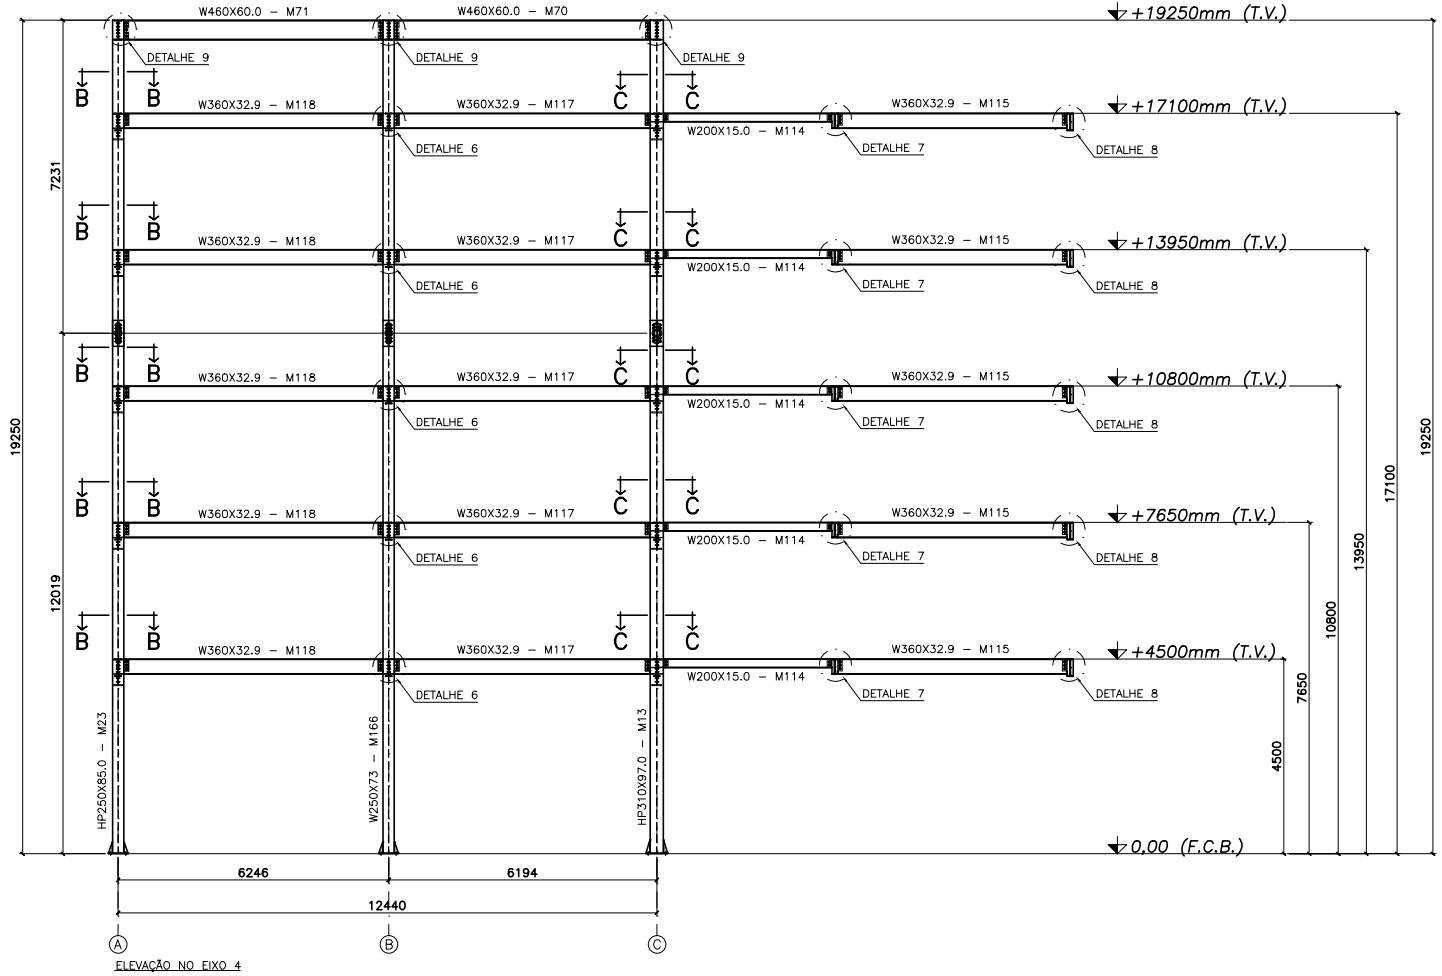 W460X60.0 - M71
W460X60.0 - M70
+19250mm (T.V.)
DETALHE 9
DETALHE 9
DETALHE 9
B
B
C
C
W360X32.9 - M118
W360X32.9 - M117
W360X32.9 - M115
+17100mm (T.V.)
W200X15.0 - M114
DETALHE 6
DETALHE 7
DETALHE 8
7231
B
B
C
C
W360X32.9 - M118
W360X32.9 - M117
W360X32.9 - M115
+13950mm (T.V.)
W200X15.0 - M114
DETALHE 6
DETALHE 7
DETALHE 8
B
B
C
C
W360X32.9 - M118
W360X32.9 - M117
W360X32.9 - M115
+10800mm (T.V.)
W200X15.0 - M114
DETALHE 6
DETALHE 7
DETALHE 8
19250
19250
17100
B
B
C
C
W360X32.9 - M118
W360X32.9 - M117
W360X32.9 - M115
+7650mm (T.V.)
W200X15.0 - M114
DETALHE 6
DETALHE 7
DETALHE 8
13950
12019
10800
B
B
C
C
W360X32.9 - M118
W360X32.9 - M117
W360X32.9 - M115
+4500mm (T.V.)
W200X15.0 - M114
DETALHE 6
DETALHE 7
DETALHE 8
7650
4500
HP250X85.0 - M23
W250X73 - M166
HP310X97.0 - M13
0,00 (F.C.B.)
6246
6194
12440
A
B
C
ELEVAÇÃO NO EIXO 4